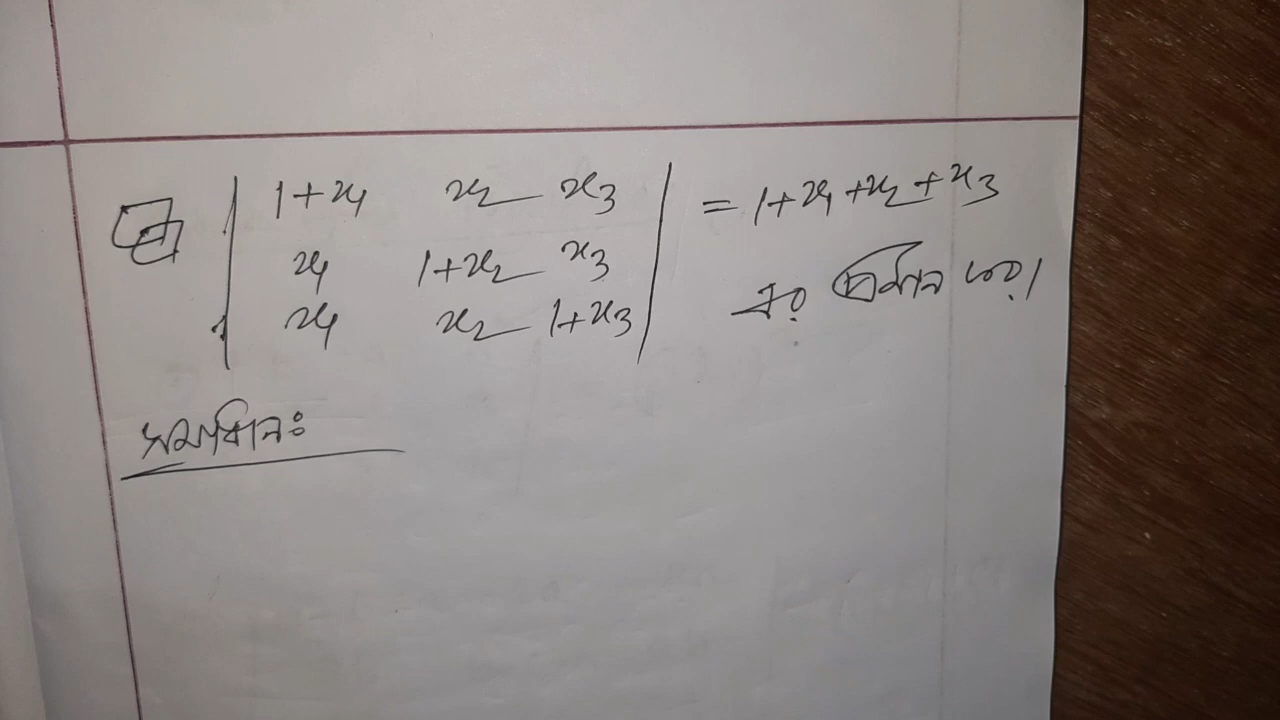 | 1+x₁ x₂ x₃ | = 1+x₁+x₂+x₃
| x₁ 1+x₂ x₃ | এর প্রমাণ কর।
| x₁ x₂ 1+x₃ |
সমাধানঃ